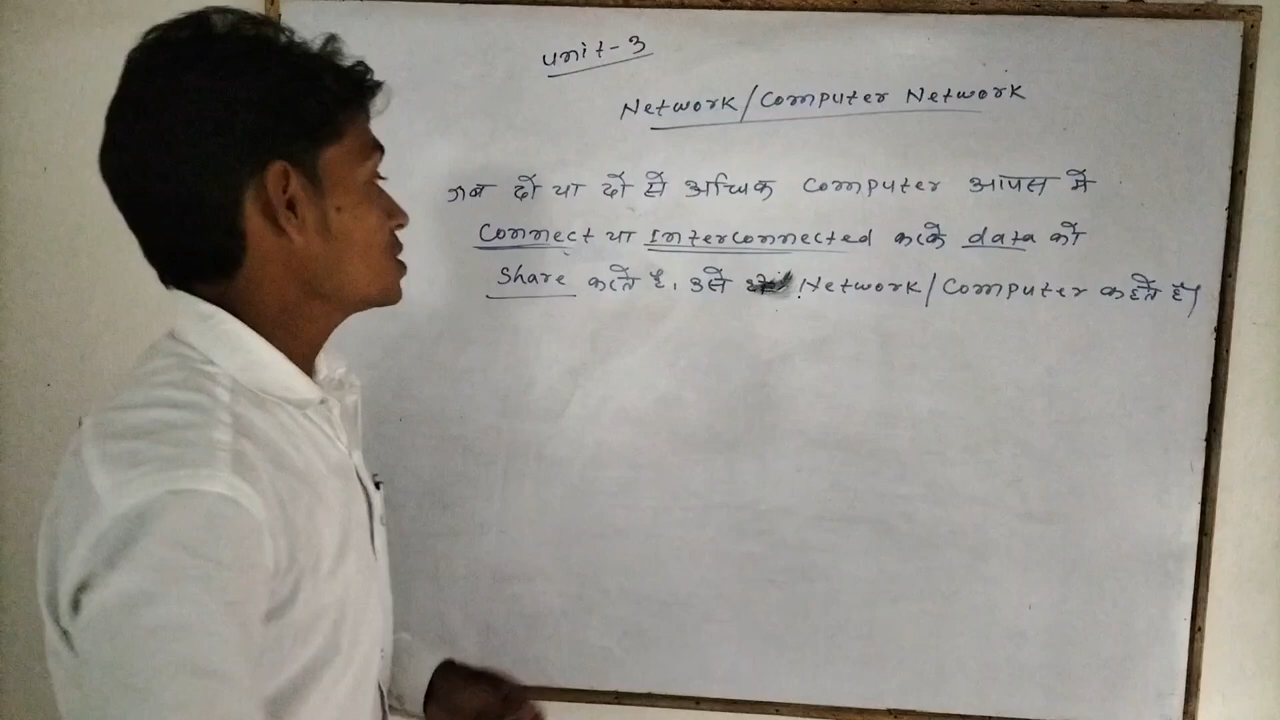 Unit-3
Network/Computer Network
जब दो या दो से अधिक Computer आपस में
Connect या Interconnected करके data को
Share करते है, उसे Network/Computer कहते है।